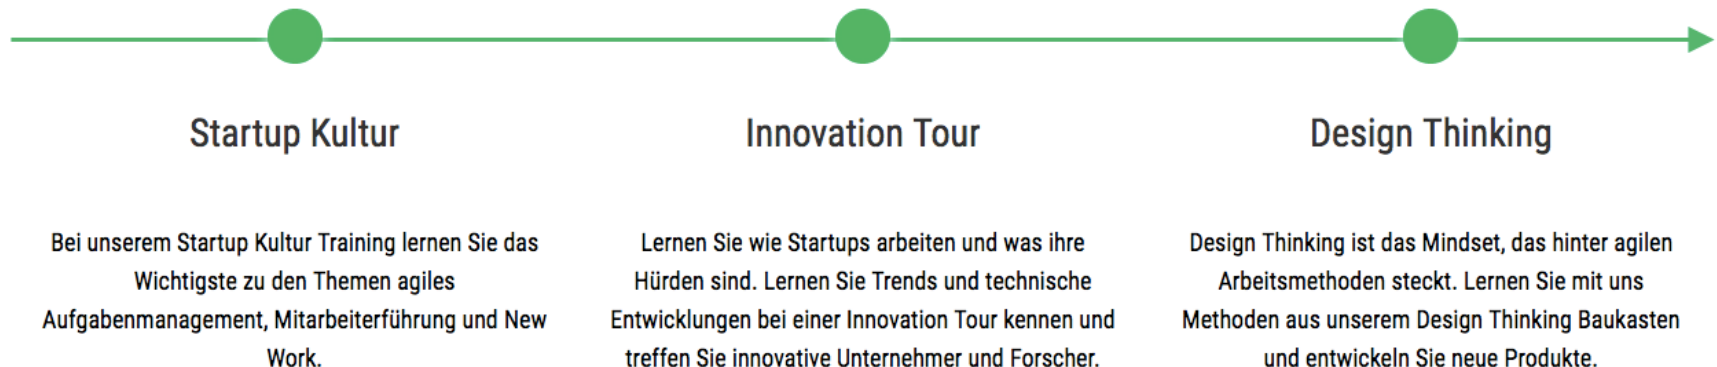 Startup Kultur
Bei unserem Startup Kultur Training lernen Sie das
Wichtigste zu den Themen agiles
Aufgabenmanagement, Mitarbeiterführung und New
Work.
Innovation Tour
Lernen Sie wie Startups arbeiten und was ihre
Hürden sind. Lernen Sie Trends und technische
Entwicklungen bei einer Innovation Tour kennen und
treffen Sie innovative Unternehmer und Forscher.
Design Thinking
Design Thinking ist das Mindset, das hinter agilen
Arbeitsmethoden steckt. Lernen Sie mit uns
Methoden aus unserem Design Thinking Baukasten
und entwickeln Sie neue Produkte.